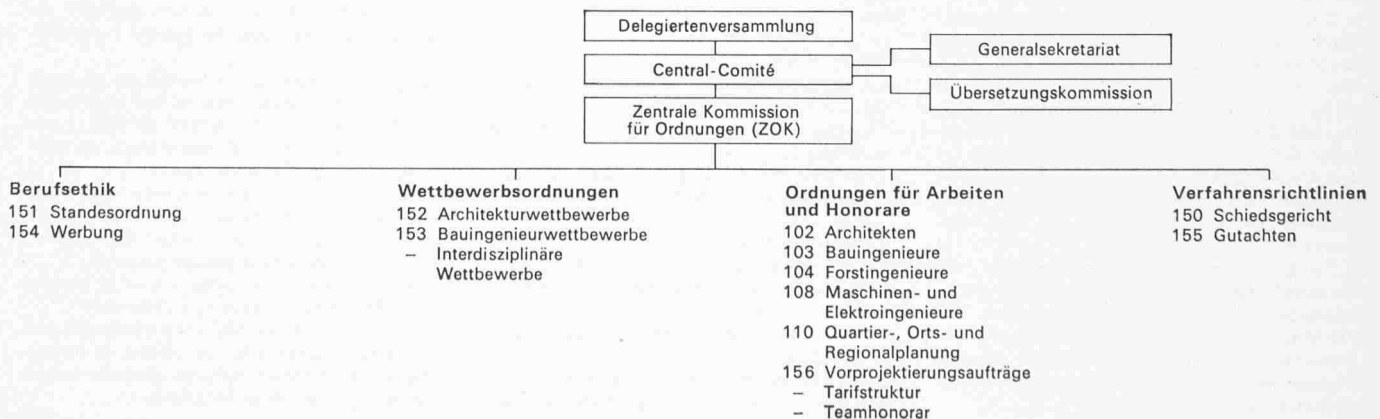 Delegiertenversammlung
Central-Comité
Generalsekretariat
Übersetzungskommission
Zentrale Kommission
für Ordnungen (ZOK)
Berufsethik
151 Standesordnung
154 Werbung
Wettbewerbsordnungen
152 Architekturwettbewerbe
153 Bauingenieurwettbewerbe
– Interdisziplinäre
Wettbewerbe
Ordnungen für Arbeiten
und Honorare
102 Architekten
103 Bauingenieure
104 Forstingenieure
108 Maschinen- und
Elektroingenieure
110 Quartier-, Orts- und
Regionalplanung
156 Vorprojektierungsaufträge
– Tarifstruktur
– Teamhonorar
Verfahrensrichtlinien
150 Schiedsgericht
155 Gutachten